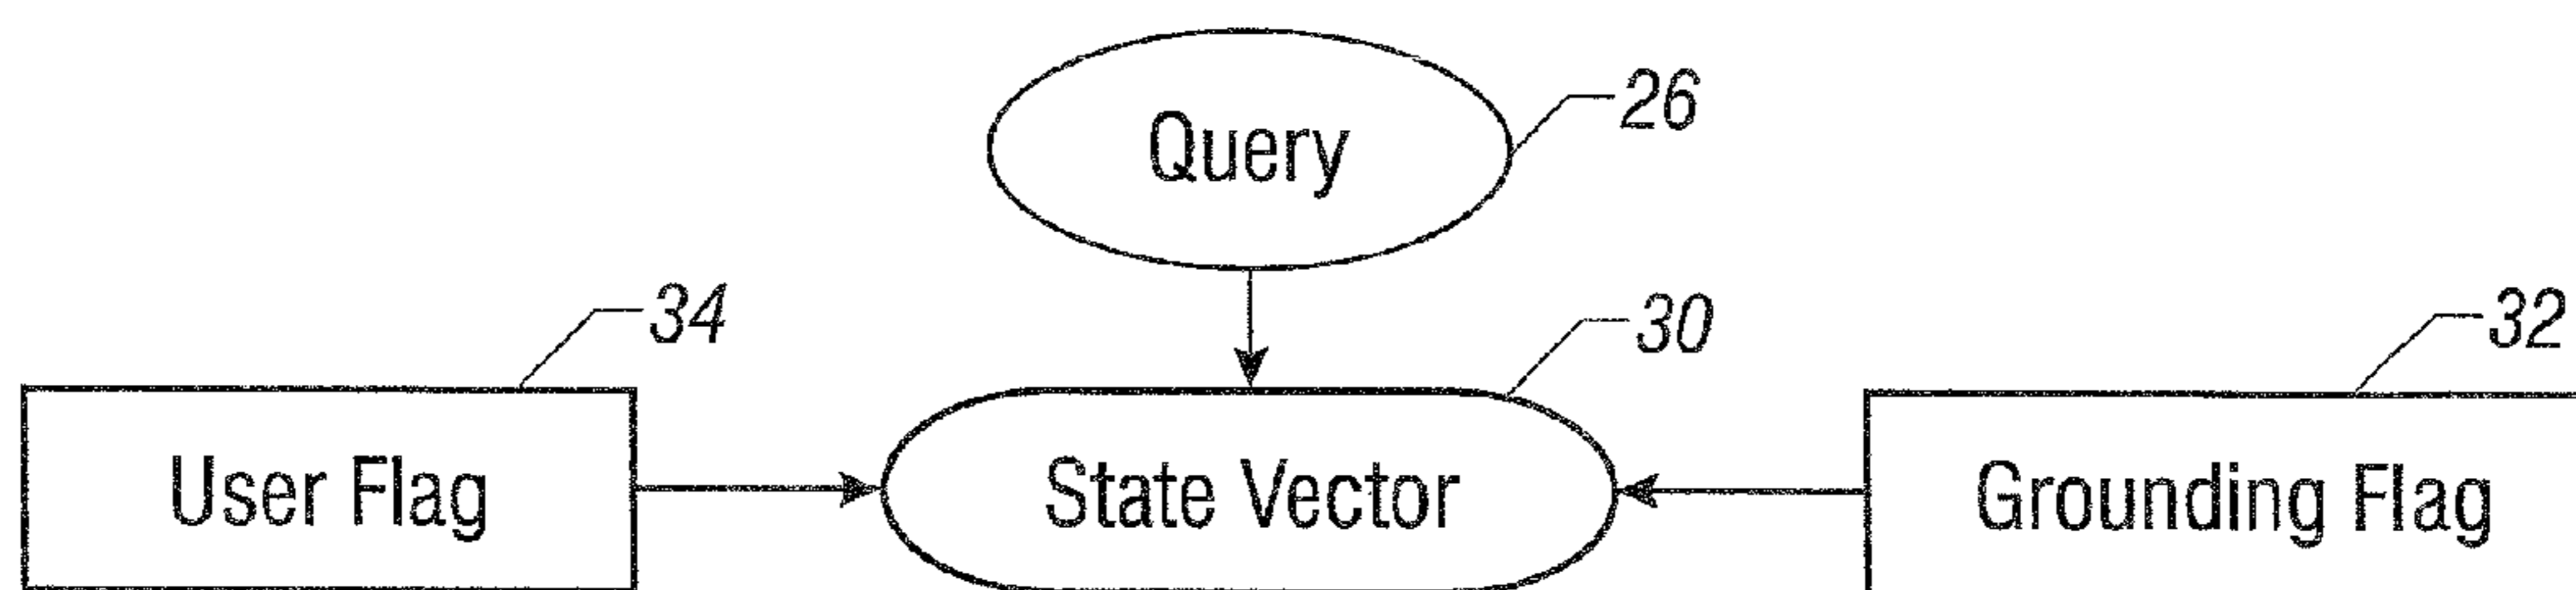 Query
26
34
30
32
User Flag
State Vector
Grounding Flag